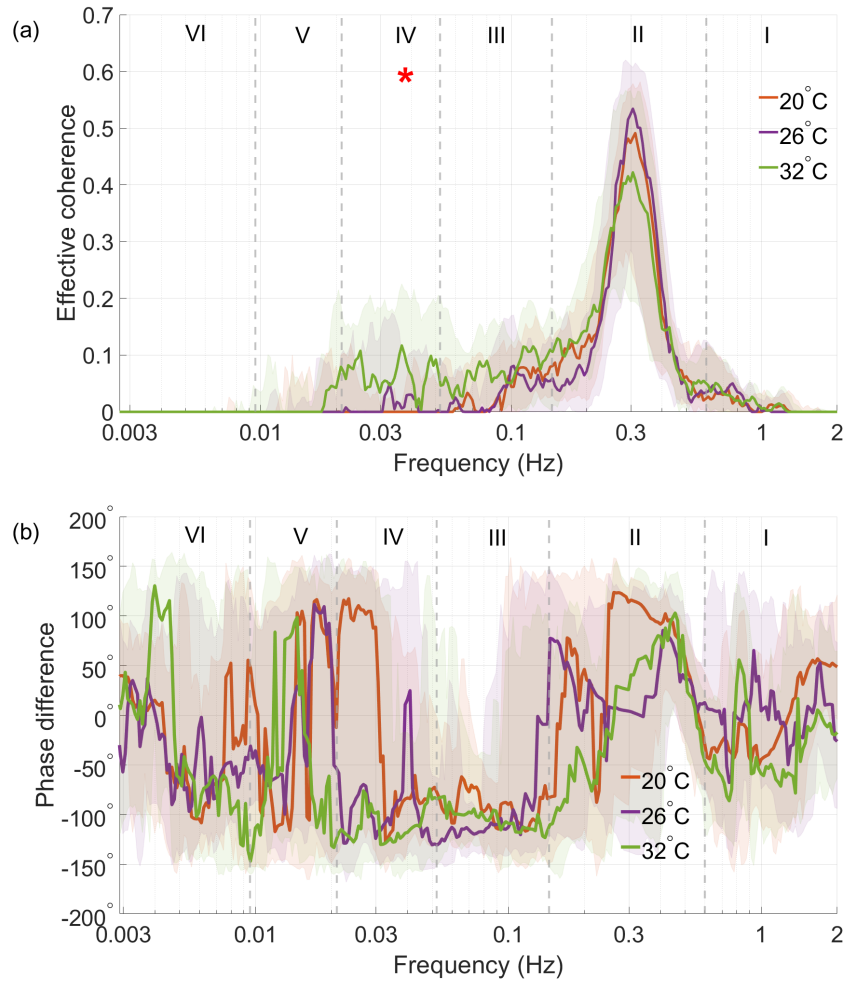 (a)
0.7
VI V IV III II I
0.6
*
20°C
0.5
26°C
0.4
32°C
0.3
0.2
0.1
0
Effective coherence
0.003 0.01 0.03 0.1 0.3 1 2
Frequency (Hz)
(b)
200°
VI V IV III II I
150°
100°
50°
0°
-50°
20°C
-100°
26°C
32°C
-150°
-200°
Phase difference
0.003 0.01 0.03 0.1 0.3 1 2
Frequency (Hz)